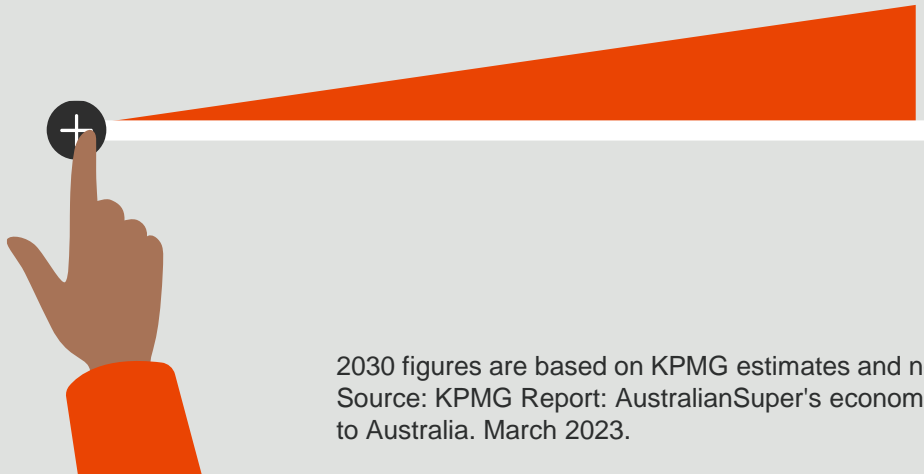 2030 figures are based on KPMG estimates and
Source: KPMG Report: AustralianSuper's
to Australia. March 2023.